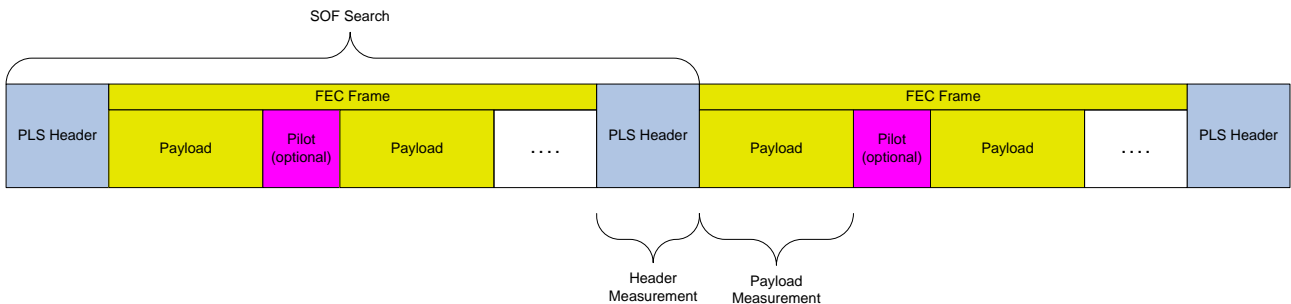 SOF Search
FEC Frame
FEC Frame
PLS Header
Payload
Pilot
(optional)
Payload
....
PLS Header
Payload
Pilot
(optional)
Payload
....
PLS Header
Header
Measurement
Payload
Measurement